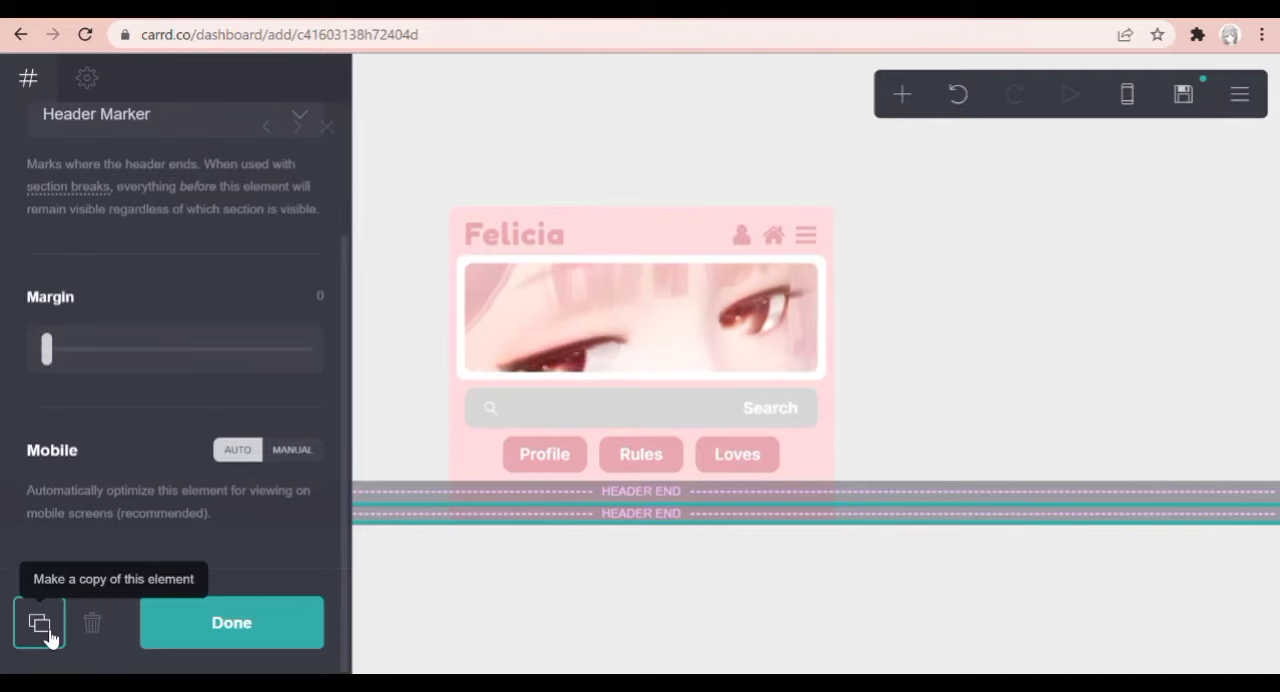 carrd.co/dashboard/add/c41603138h72404d
#
Header Marker
Marks where the header ends. When used with
section breaks, everything before this element will
remain visible regardless of which section is visible.
Margin
0
Mobile
AUTO
MANUAL
Automatically optimize this element for viewing on
mobile screens (recommended).
Make a copy of this element
Done
Felicia
Search
Profile
Rules
Loves
HEADER END
HEADER END